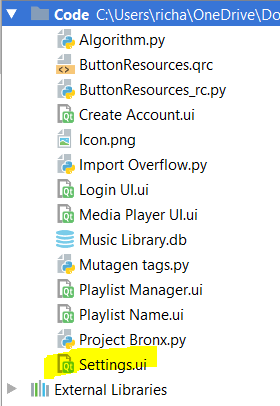 Code C:\Users\richa\OneDrive\Do
Algorithm.py
ButtonResources.qrc
ButtonResources_rc.py
Create Account.ui
Icon.png
Import Overflow.py
Login UI.ui
Media Player UI.ui
Music Library.db
Mutagen tags.py
Playlist Manager.ui
Playlist Name.ui
Project Bronx.py
Settings.ui
External Libraries